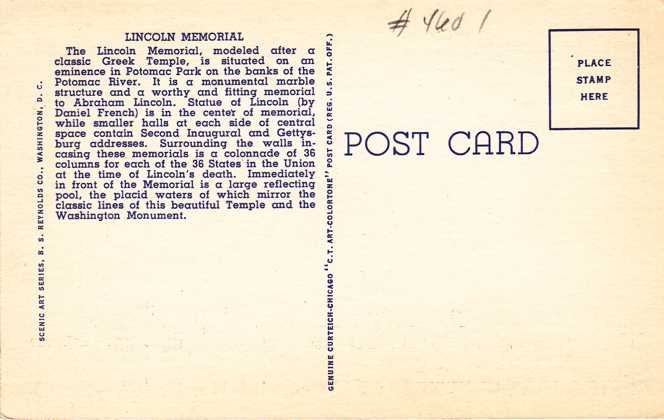 # 460 1
LINCOLN MEMORIAL
The Lincoln Memorial, modeled after a
classic Greek Temple, is situated on an
eminence in Potomac Park on the banks of the
Potomac River. It is a monumental marble
structure and a worthy and fitting memorial
to Abraham Lincoln. Statue of Lincoln (by
Daniel French) is in the center of memorial,
while smaller halls at each side of central
space contain Second Inaugural and Gettys-
burg addresses. Surrounding the walls in-
casing these memorials is a colonnade of 36
columns for each of the 36 States in the Union
at the time of Lincoln's death. Immediately
in front of the Memorial is a large reflecting
pool, the placid waters of which mirror the
classic lines of this beautiful Temple and the
Washington Monument.
SCENIC ART SERIES, B. S. REYNOLDS CO., WASHINGTON, D. C.
GENUINE CURTEICH-CHICAGO "C.T. ART-COLORTONE" POST CARD (REG. U.S. PAT. OFF.)
POST CARD
PLACE
STAMP
HERE